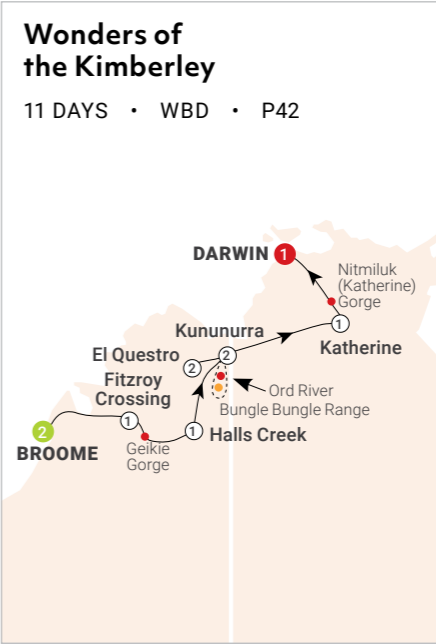 Wonders of
the Kimberley
11 DAYS • WBD • P42
DARWIN 1
Nitmiluk
(Katherine)
Gorge
1
Katherine
Kununurra
2
El Questro
2
Fitzroy
Crossing
1
Ord River
Bungle Bungle Range
2
BROOME
Geikie
Gorge
1
Halls Creek